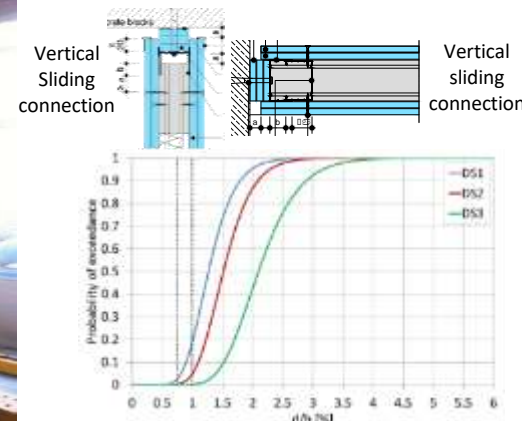 rate blocks
Vertical
Sliding
connection
Vertical
sliding
connection
a
b
Probability of exceedance
1
0.9
0.8
0.7
0.6
0.5
0.4
0.3
0.2
0.1
0
DS1
DS2
DS3
0 0.5 1 1.5 2 2.5 3 3.5 4 4.5 5 5.5 6
d/h [%]